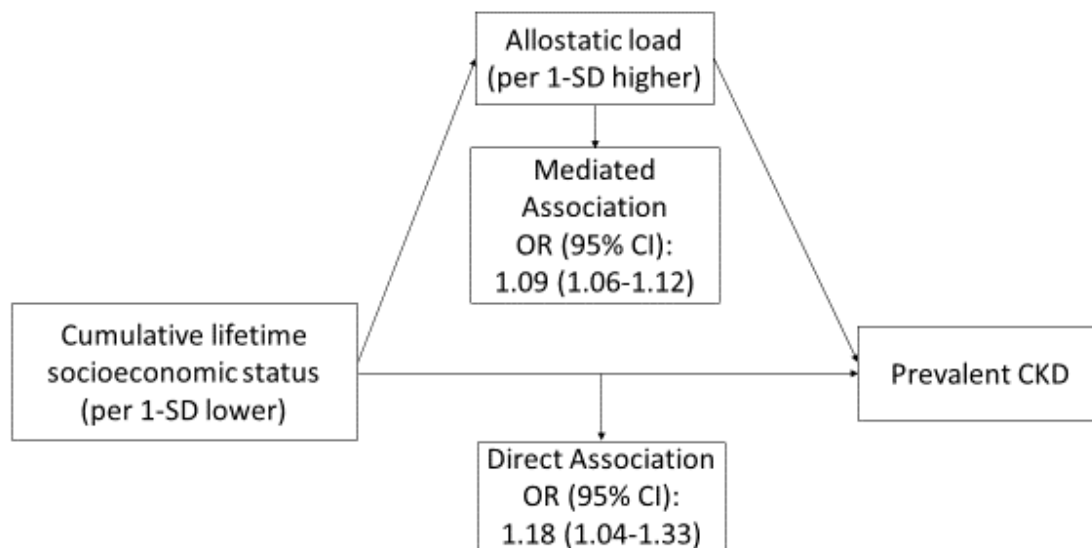 Allostatic load
(per 1-SD higher)
Mediated
Association
OR (95% CI):
1.09 (1.06-1.12)
Cumulative lifetime
socioeconomic status
(per 1-SD lower)
Prevalent CKD
Direct Association
OR (95% CI):
1.18 (1.04-1.33)